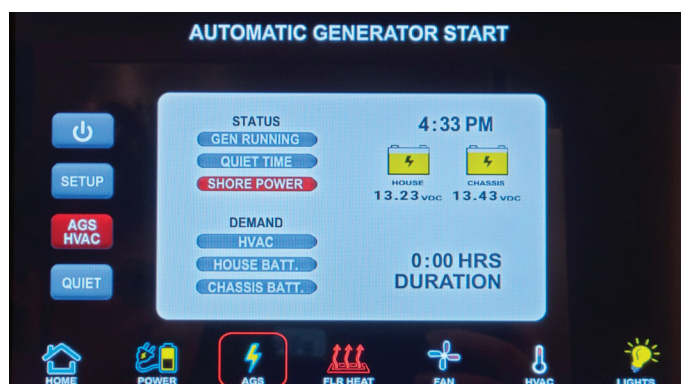 AUTOMATIC GENERATOR START
SETUP
AGS
HVAC
QUIET
STATUS
GEN RUNNING
QUIET TIME
SHORE POWER
DEMAND
HVAC
HOUSE BATT.
CHASSIS BATT.
4:33 PM
HOUSE CHASSIS
13.23 VDC 13.43 VDC
0:00 HRS
DURATION
HOME POWER AGS FLR HEAT FAN HVAC LIGHTS